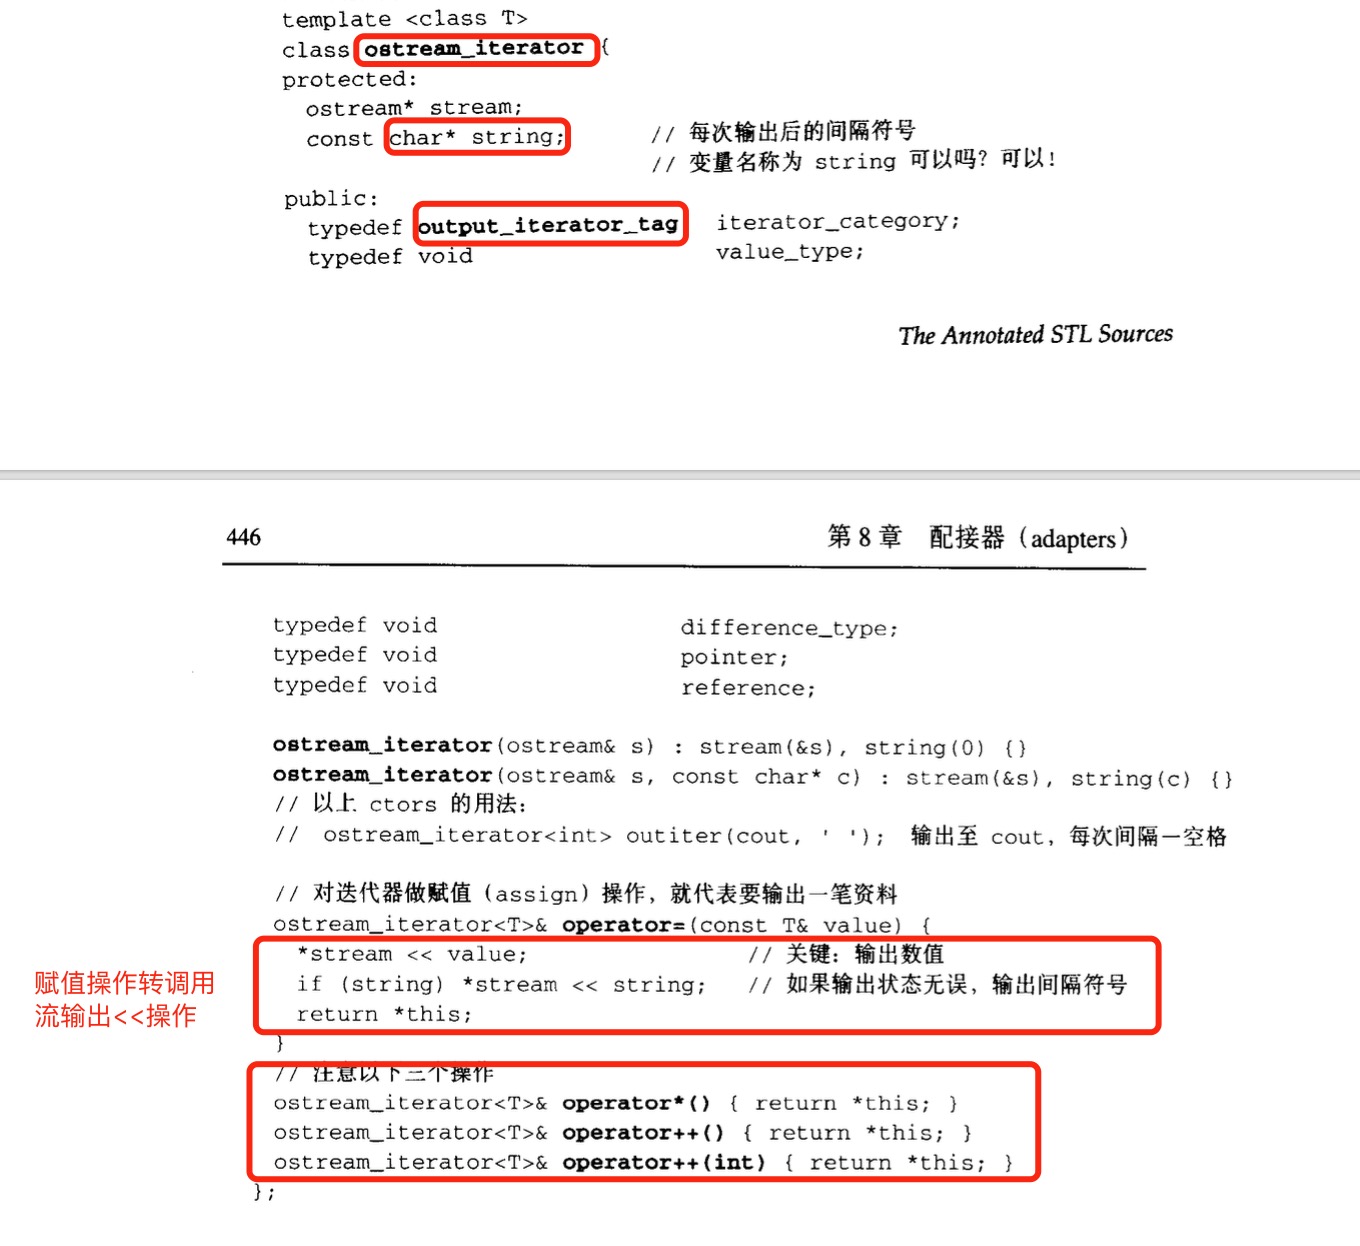 template <class T>
class ostream_iterator {
protected:
ostream* stream;
const char* string; // 每次输出后的间隔符号
// 变量名称为 string 可以吗? 可以!
public:
typedef output_iterator_tag iterator_category;
typedef void value_type;
The Annotated STL Sources
446 第 8 章 配接器（adapters）
typedef void difference_type;
typedef void pointer;
typedef void reference;
ostream_iterator(ostream& s) : stream(&s), string(0) {}
ostream_iterator(ostream& s, const char* c) : stream(&s), string(c) {}
// 以上 ctors 的用法:
// ostream_iterator<int> outiter(cout, ' '); 输出至 cout, 每次间隔一空格
// 对迭代器做赋值（assign）操作, 就代表要输出一笔资料
ostream_iterator<T>& operator=(const T& value) {
*stream << value; // 关键: 输出数值
if (string) *stream << string; // 如果输出状态无误, 输出间隔符号
return *this;
}
赋值操作转调用
流输出<<操作
// 注意以下三个操作
ostream_iterator<T>& operator*() { return *this; }
ostream_iterator<T>& operator++() { return *this; }
ostream_iterator<T>& operator++(int) { return *this; }
};